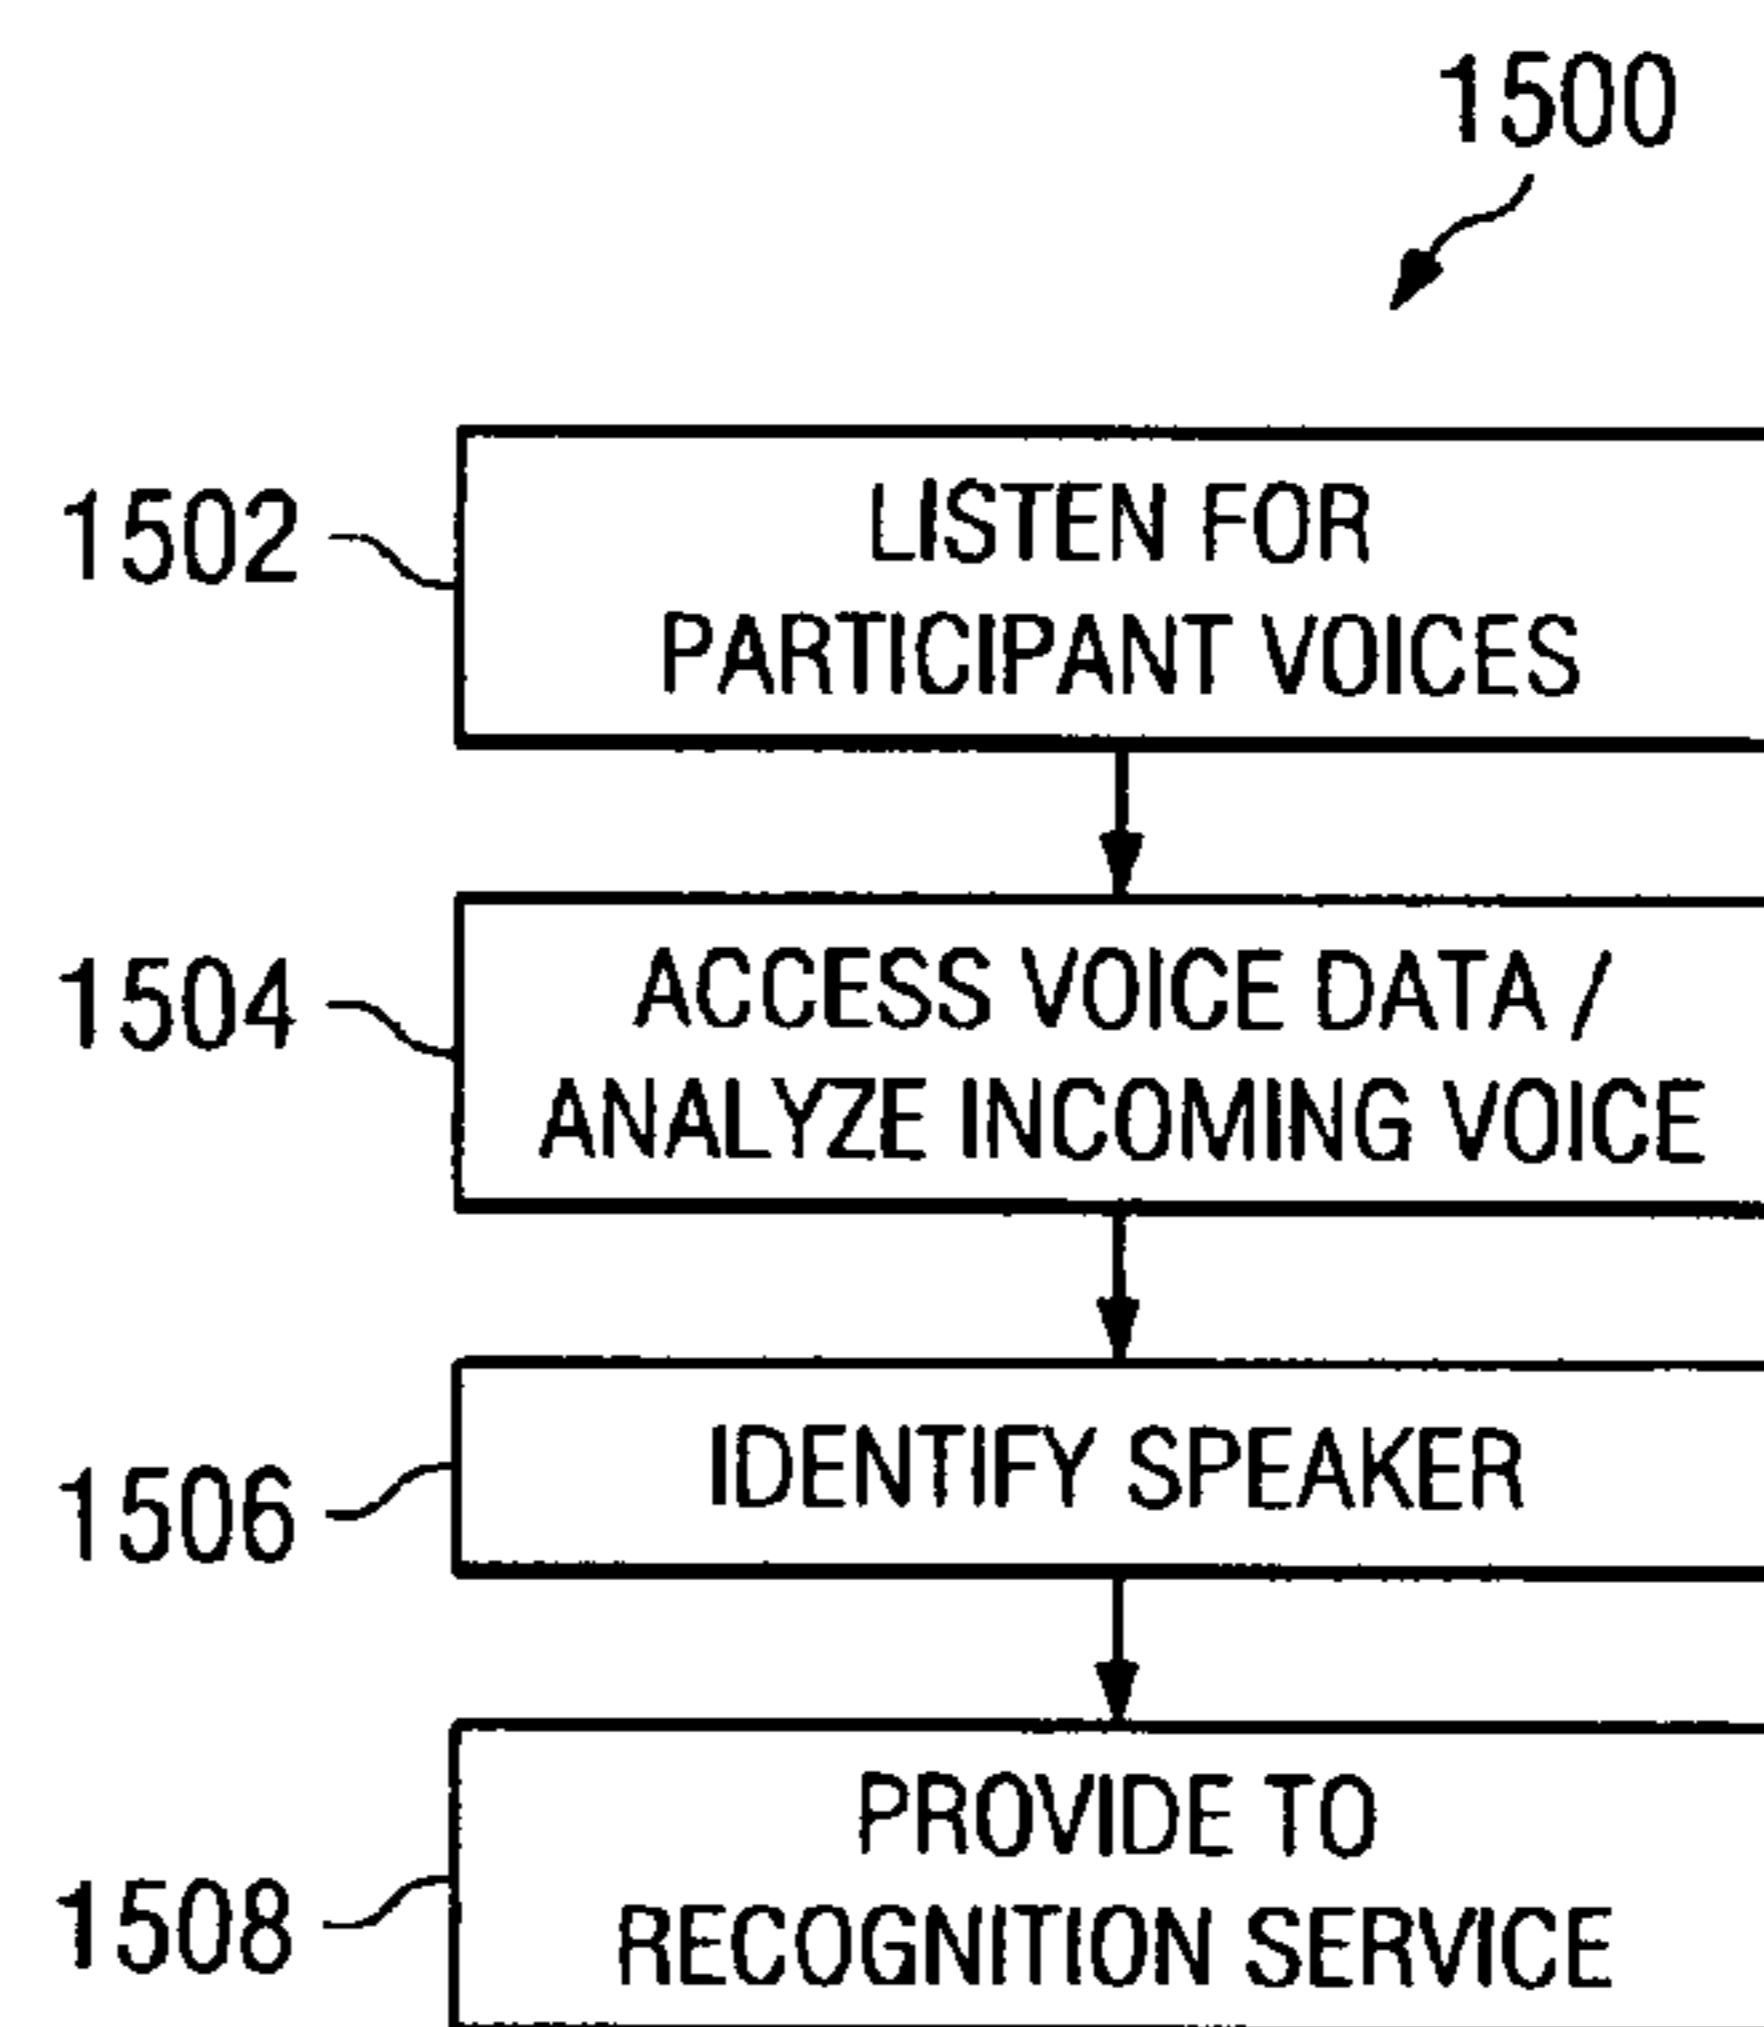 1500
1502
LISTEN FOR
PARTICIPANT VOICES
1504
ACCESS VOICE DATA /
ANALYZE INCOMING VOICE
1506
IDENTIFY SPEAKER
1508
PROVIDE TO
RECOGNITION SERVICE